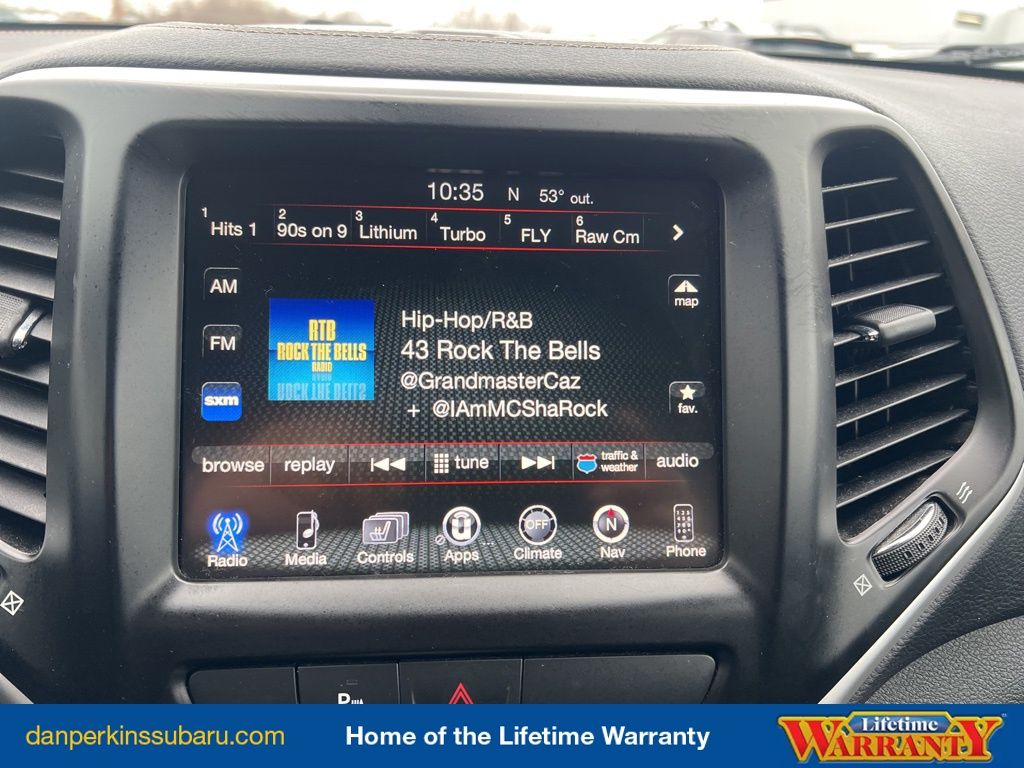 10:35 N 53° out.
1 Hits 1 2 90s on 9 3 Lithium 4 Turbo 5 FLY 6 Raw Cm
AM
FM
sxm
RTB
ROCK THE BELLS
RADIO
Hip-Hop/R&B
43 Rock The Bells
@GrandmasterCaz
+ @IAmMCShaRock
map
fav.
browse replay tune traffic & weather audio
OFF N
Radio Media Controls Apps Climate Nav Phone
P
danperkinssubaru.com Home of the Lifetime Warranty Lifetime
WARRANTY